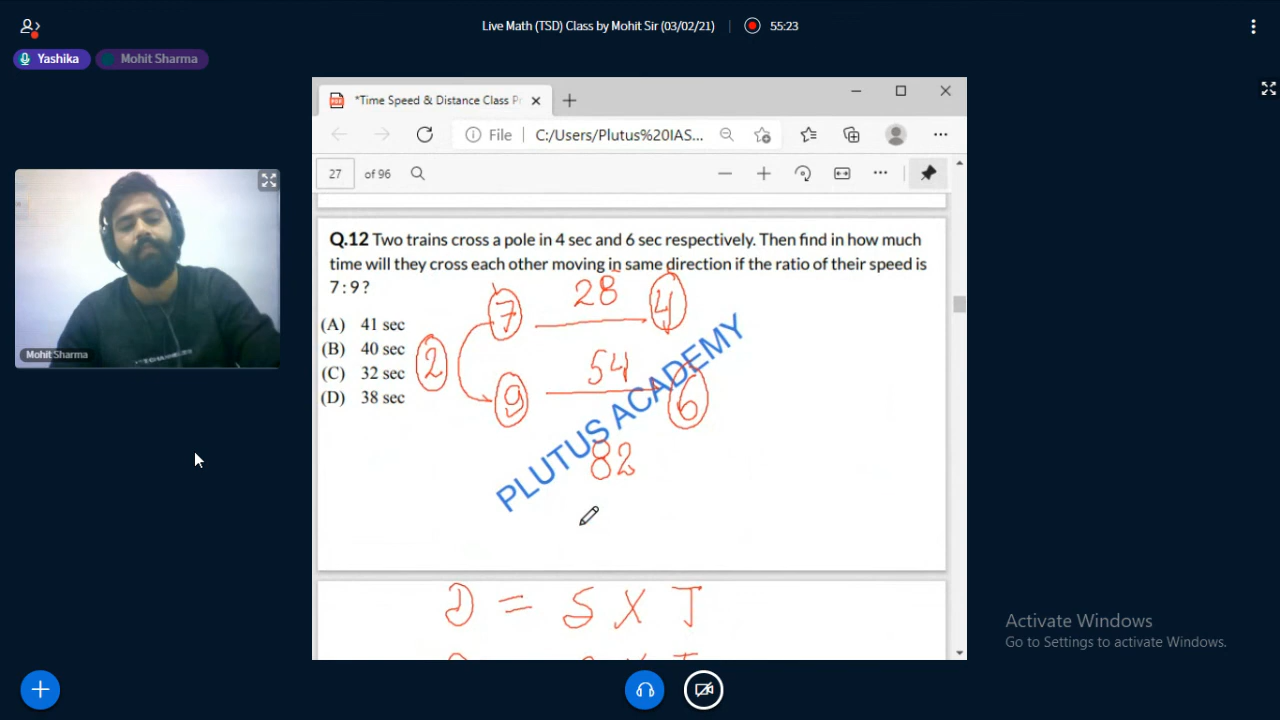 Live Math (TSD) Class by Mohit Sir (03/02/21)
55:23
Yashika
Mohit Sharma
*Time Speed & Distance Class Pr
File
C:/Users/Plutus%20IAS...
27
of 96
Q.12 Two trains cross a pole in 4 sec and 6 sec respectively. Then find in how much
time will they cross each other moving in same direction if the ratio of their speed is
7 : 9 ?
7 28 4
(A) 41 sec
(B) 40 sec
2
(C) 32 sec
54
(D) 38 sec
9 6
PLUTUS ACADEMY
82
D = S X T
Mohit Sharma
Activate Windows
Go to Settings to activate Windows.